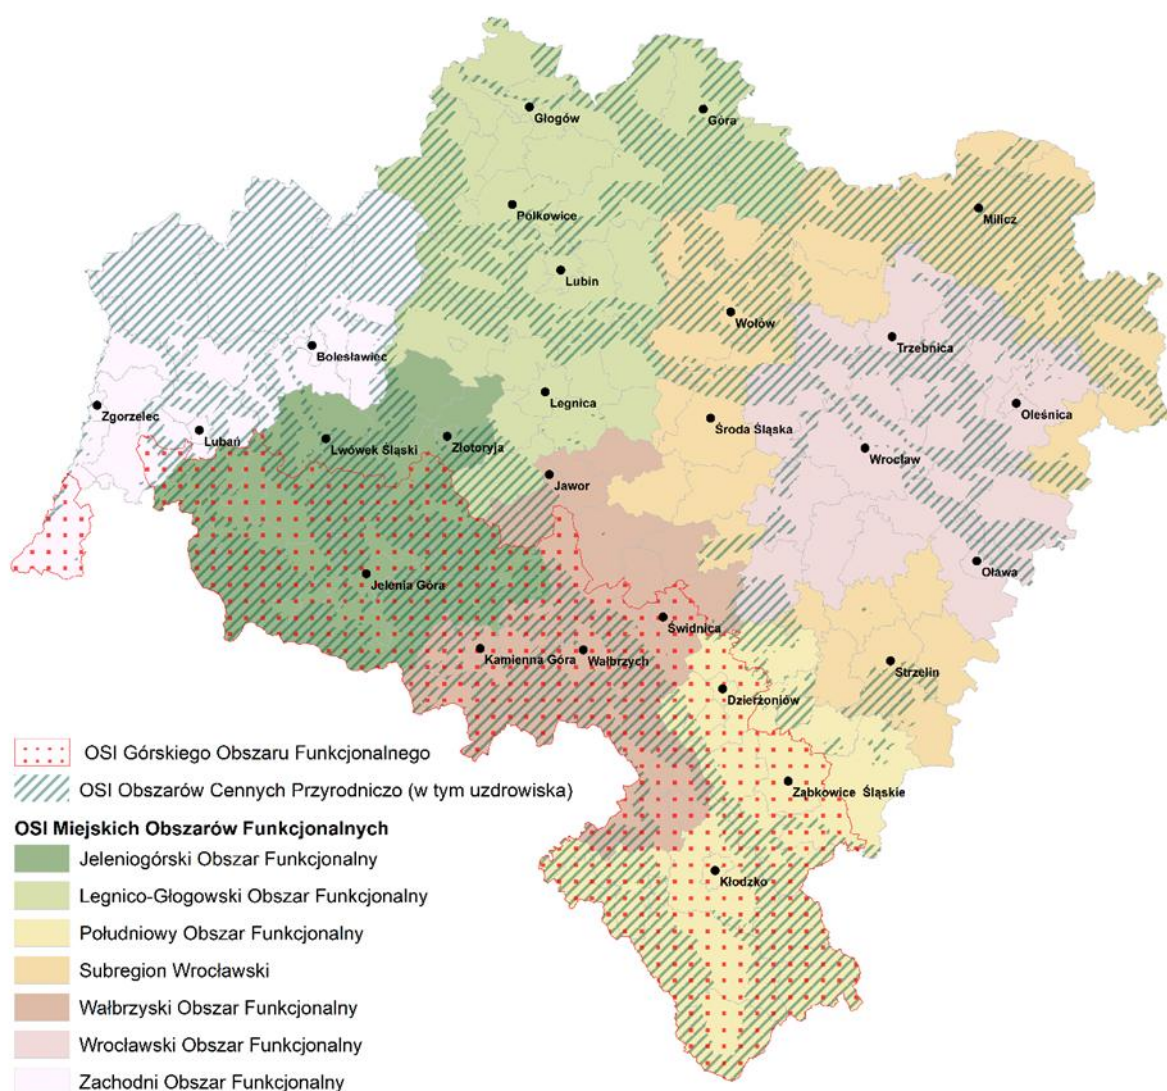 Głogów
Góra
Polkowice
Milicz
Lubin
Wołów
Trzebnica
Bolesławiec
Legnica
Oleśnica
Zgorzelec
Środa Śląska
Lubań
Lwówek Śląski
Złotoryja
Wrocław
Jawor
Oława
Jelenia Góra
Świdnica
Kamienna Góra
Wałbrzych
Strzelin
Dzierżoniów
OSI Górskiego Obszaru Funkcjonalnego
OSI Obszarów Cennych Przyrodniczo (w tym uzdrowiska)
Ząbkowice Śląskie
OSI Miejskich Obszarów Funkcjonalnych
Jeleniogórski Obszar Funkcjonalny
Kłodzko
Legnico-Głogowski Obszar Funkcjonalny
Południowy Obszar Funkcjonalny
Subregion Wrocławski
Wałbrzyski Obszar Funkcjonalny
Wrocławski Obszar Funkcjonalny
Zachodni Obszar Funkcjonalny